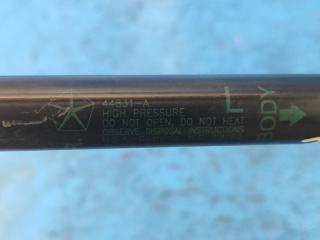 44831-A
HIGH PRESSURE
DO NOT OPEN, DO NOT HEAT
OBSERVE DISPOSAL INSTRUCTIONS
L
BODY